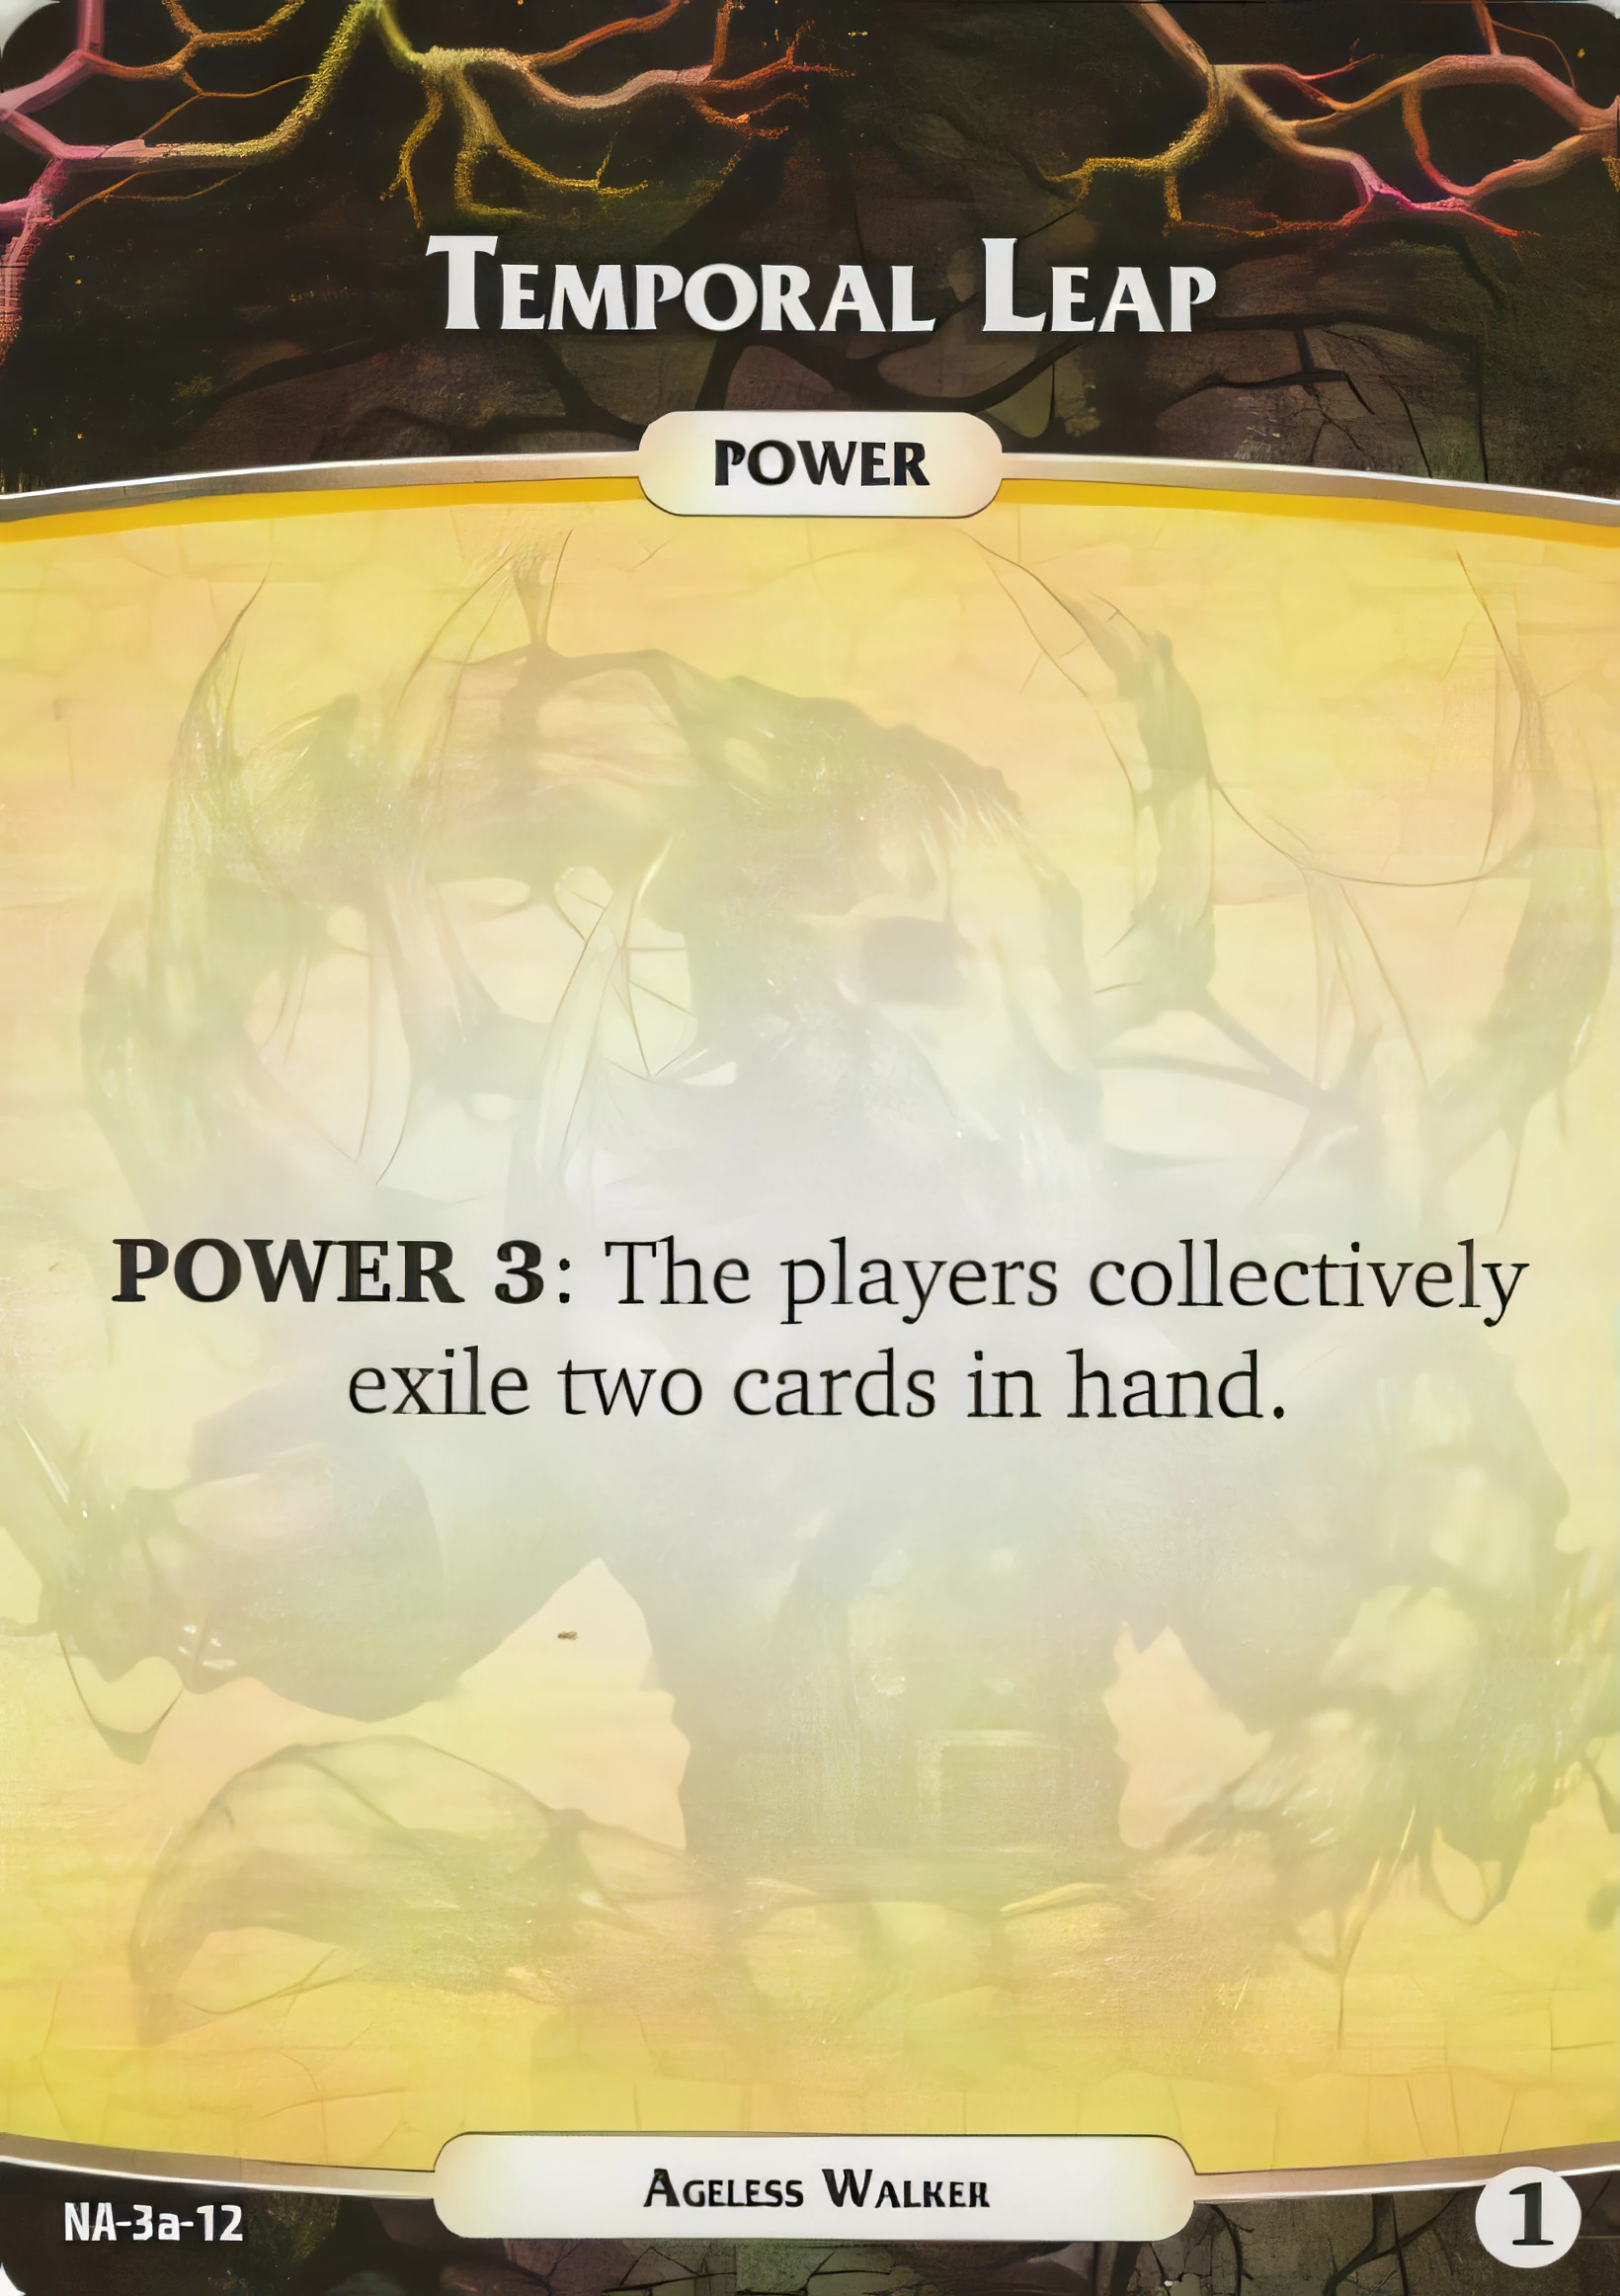 Temporal Leap
POWER
POWER 3: The players collectively
exile two cards in hand.
Ageless Walker
NA-3a-12
1